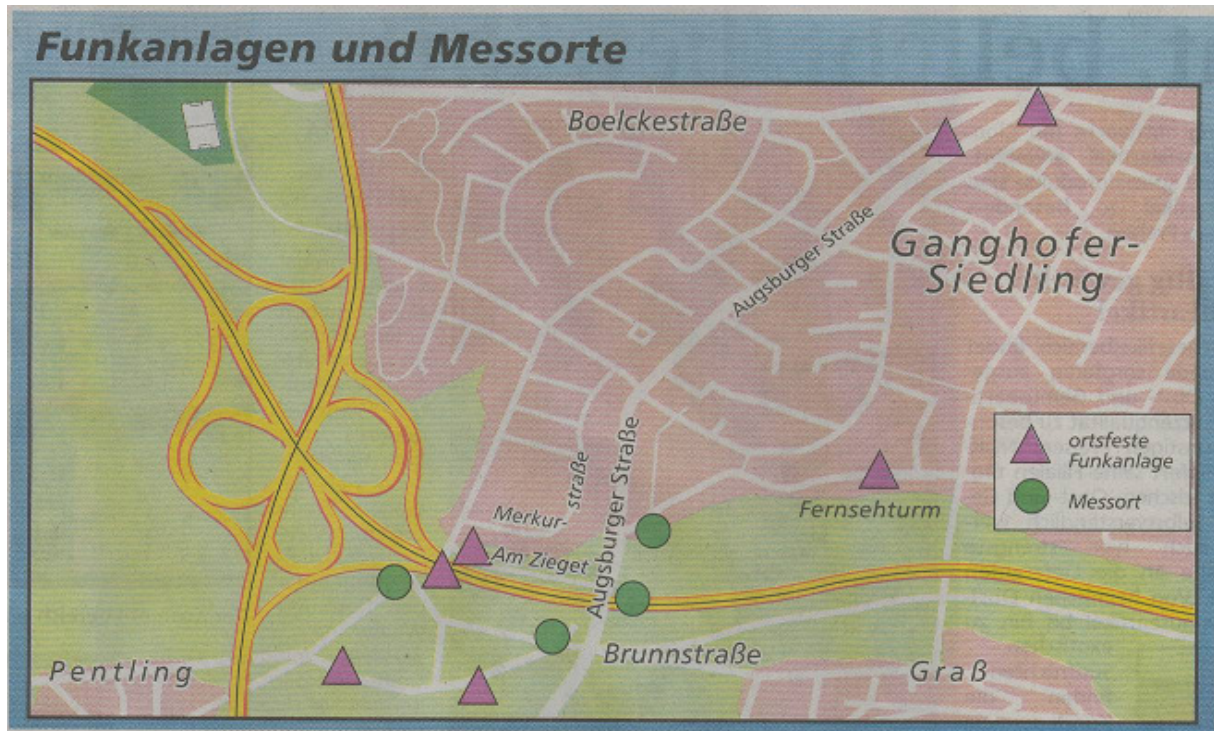 Funkanlagen und Messorte
Boelckestraße
Augsburger Straße
Ganghofer-
Siedling
ortsfeste
Funkanlage
Messort
Augsburger Straße
Merkur-
straße
Fernsehturm
Am Zieget
Brunnstraße
Pentling
Graß